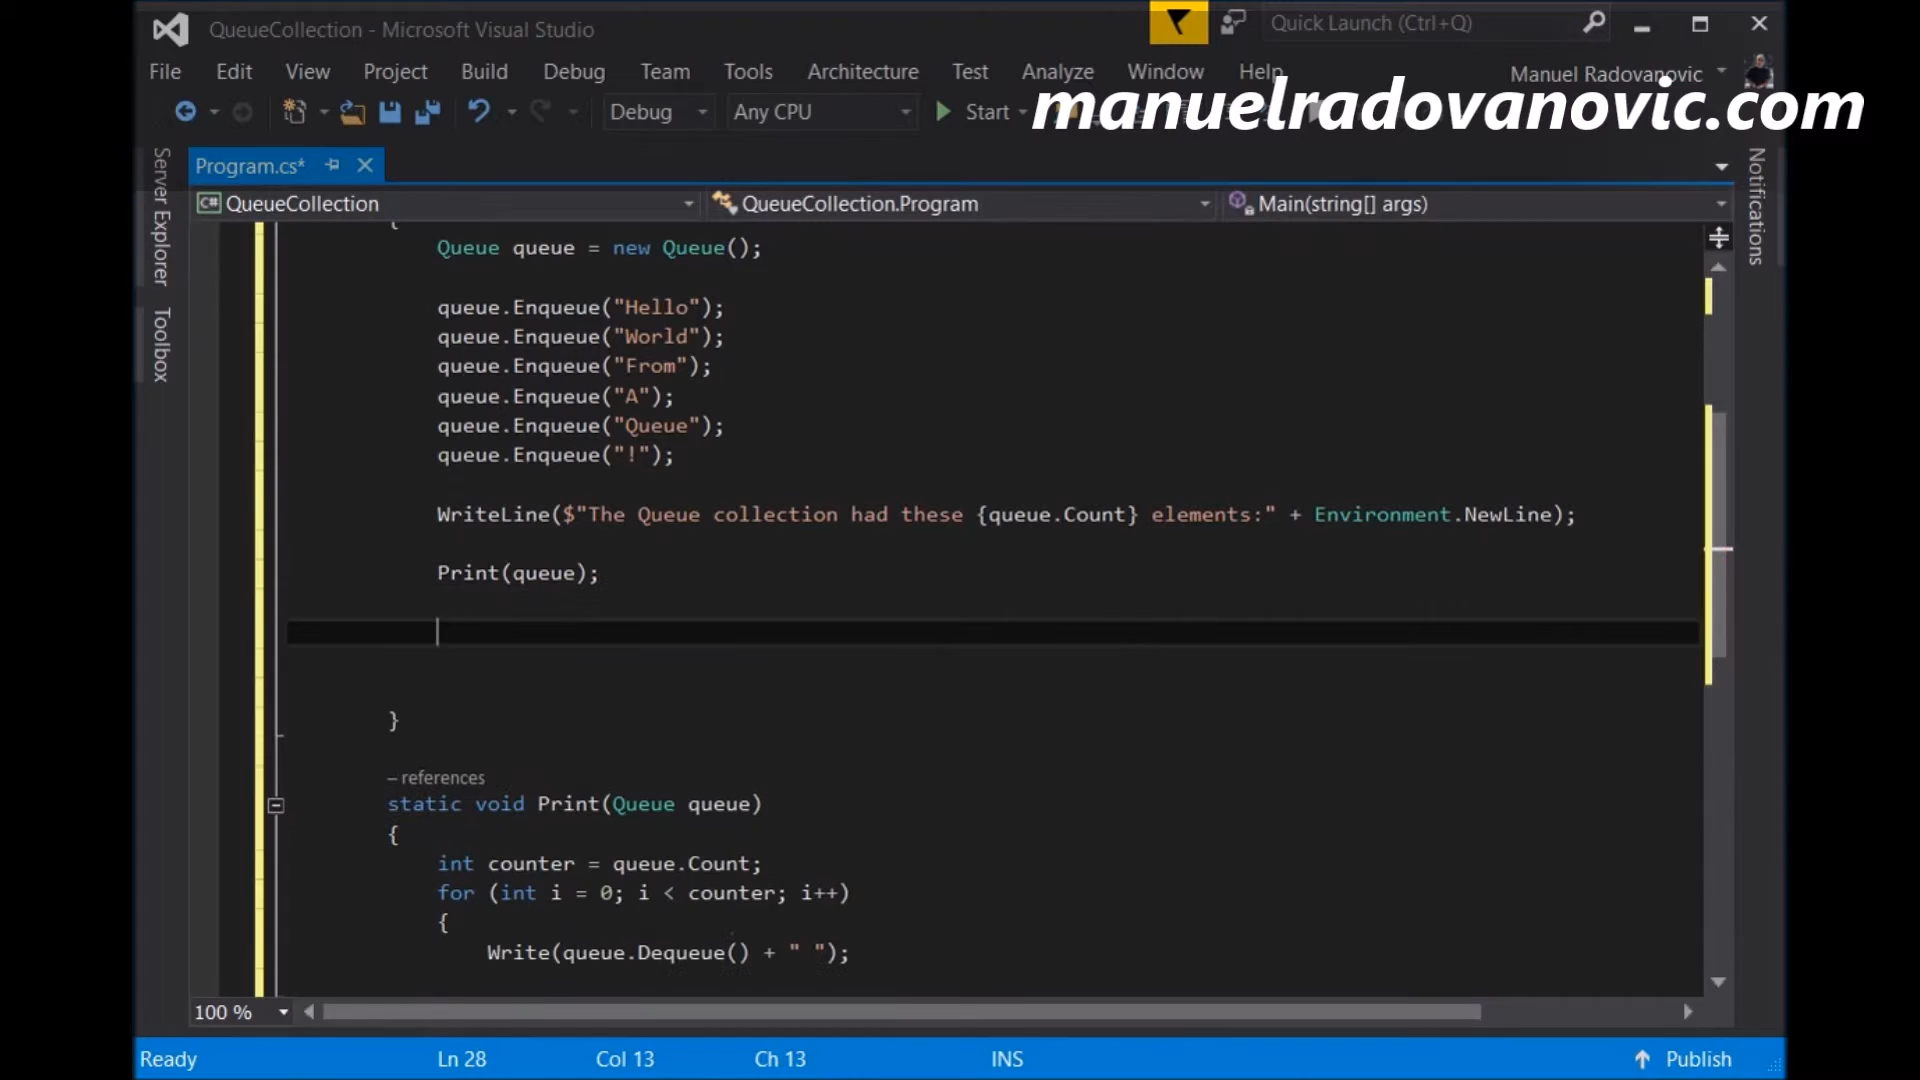 QueueCollection - Microsoft Visual Studio
Quick Launch (Ctrl+Q)
File Edit View Project Build Debug Team Tools Architecture Test Analyze Window Help
Manuel Radovanovic
Debug Any CPU Start
manuelradovanovic.com
Server Explorer
Toolbox
Notifications
Program.cs*
C# QueueCollection QueueCollection.Program Main(string[] args)
{
Queue queue = new Queue();
queue.Enqueue("Hello");
queue.Enqueue("World");
queue.Enqueue("From");
queue.Enqueue("A");
queue.Enqueue("Queue");
queue.Enqueue("!");
WriteLine($"The Queue collection had these {queue.Count} elements:" + Environment.NewLine);
Print(queue);
}
– references
static void Print(Queue queue)
{
int counter = queue.Count;
for (int i = 0; i < counter; i++)
{
Write(queue.Dequeue() + " ");
100 %
Ready Ln 28 Col 13 Ch 13 INS Publish